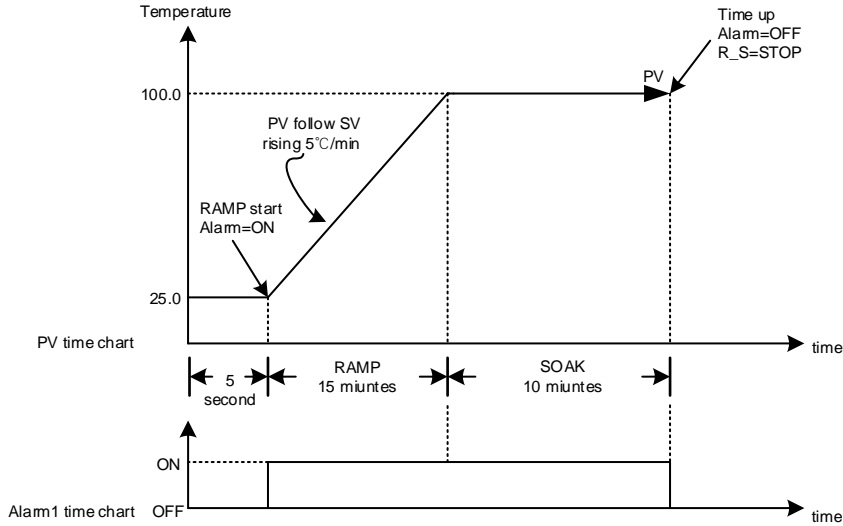 Temperature
Time up
Alarm=OFF
R_S=STOP
PV
100.0
PV follow SV
rising 5℃/min
RAMP start
Alarm=ON
25.0
PV time chart
time
5
second
RAMP
15 miuntes
SOAK
10 miuntes
ON
Alarm1 time chart
OFF
time